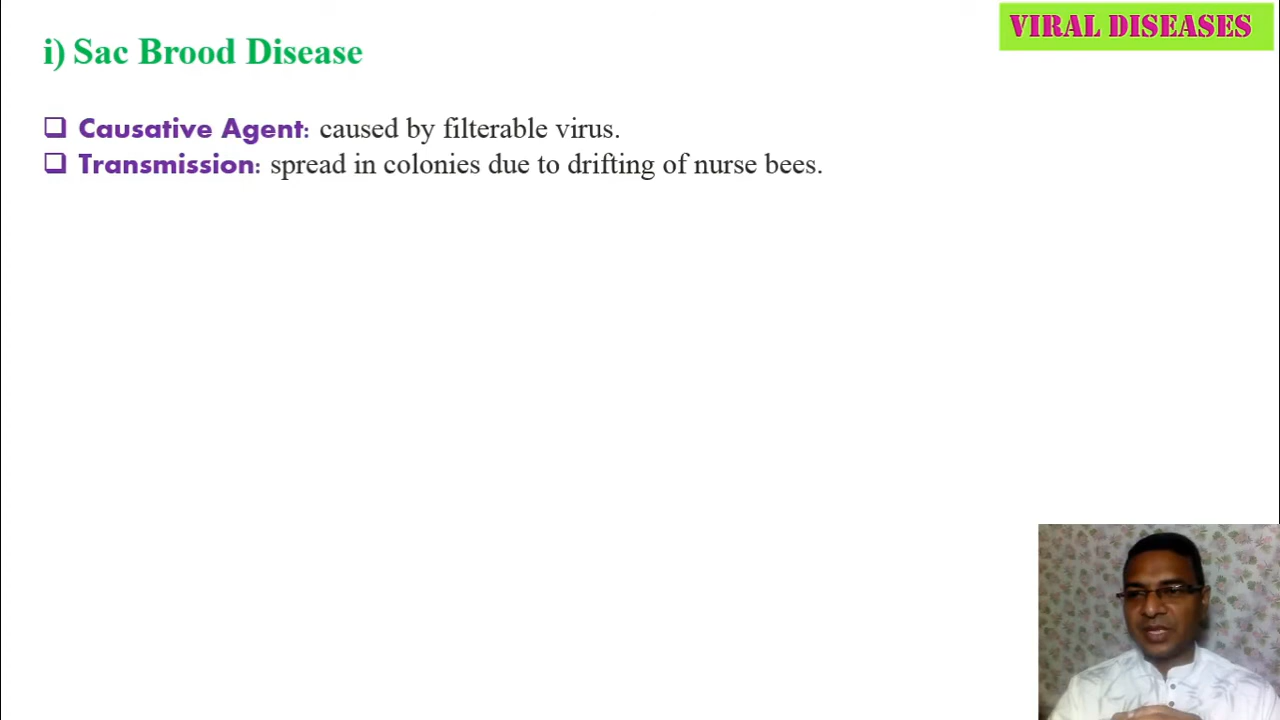 VIRAL DISEASES
i) Sac Brood Disease
❑ Causative Agent: caused by filterable virus.
❑ Transmission: spread in colonies due to drifting of nurse bees.